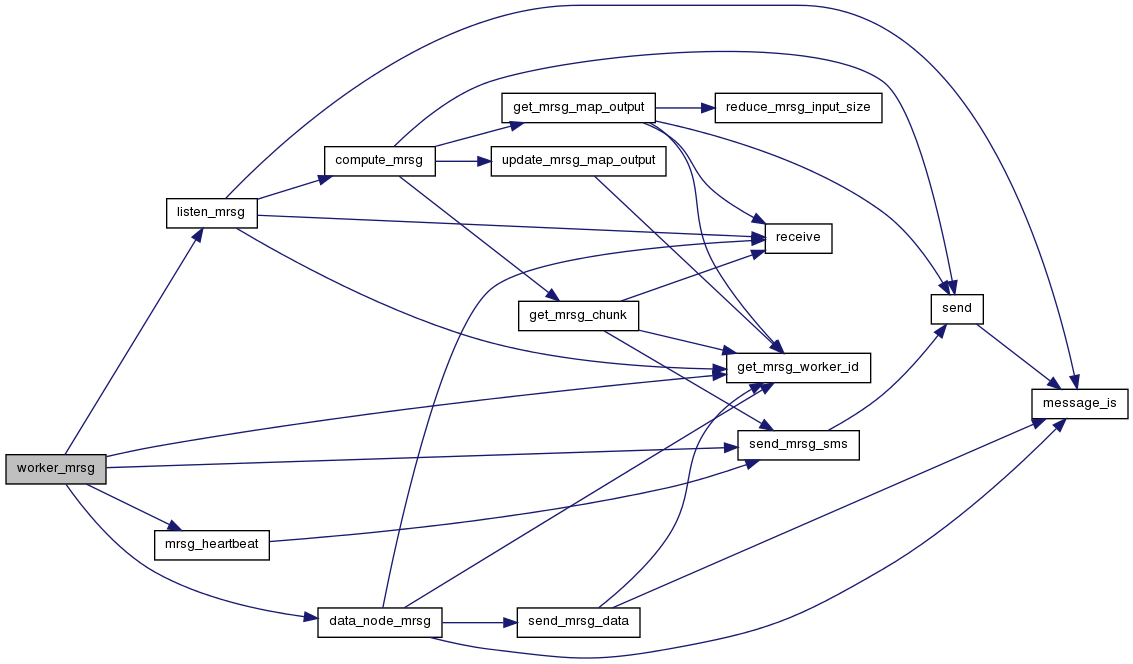 get_mrsg_map_output
reduce_mrsg_input_size
compute_mrsg
update_mrsg_map_output
listen_mrsg
receive
get_mrsg_chunk
send
get_mrsg_worker_id
message_is
send_mrsg_sms
worker_mrsg
mrsg_heartbeat
data_node_mrsg
send_mrsg_data